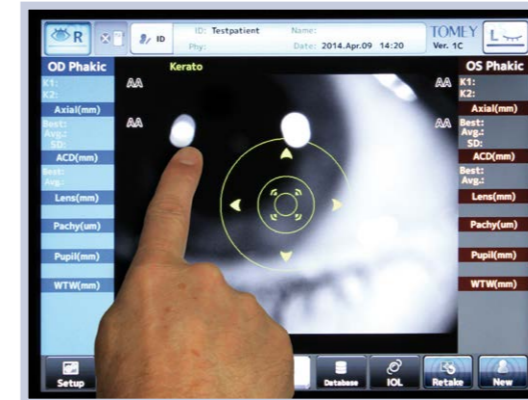 R
ID
ID: Testpatient Name:
Phy: Date: 2014.Apr.09 14:20
TOMEY
Ver. 1C
L
OD Phakic
Kerato
OS Phakic
K1:
K2:
AA
AA
K1:
K2:
Axial(mm)
Axial(mm)
Best:
Avg.:
SD:
AA
AA
Best:
Avg.:
SD:
ACD(mm)
ACD(mm)
Best:
Avg.:
Best:
Avg.:
Lens(mm)
Lens(mm)
Pachy(um)
Pachy(um)
Pupil(mm)
Pupil(mm)
WTW(mm)
WTW(mm)
Setup
Database
IOL
Retake
New